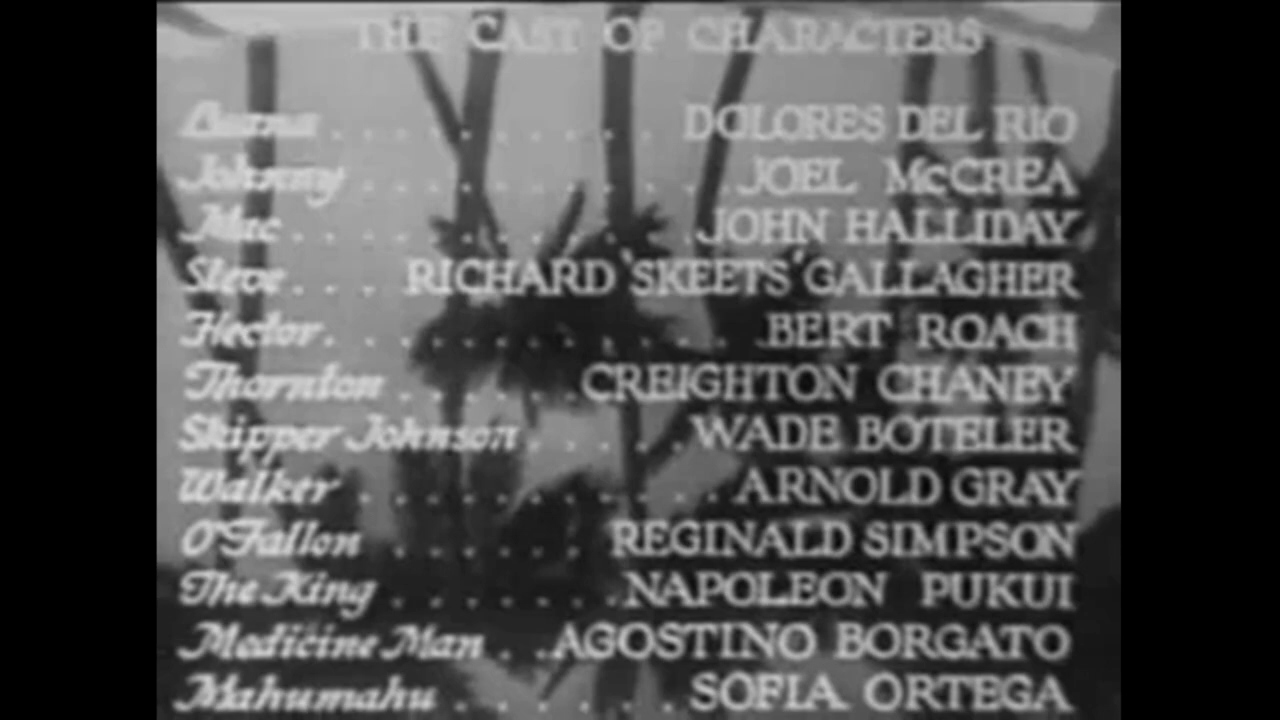 THE CAST OF CHARACTERS
Luana . . . . . . . . . . DOLORES DEL RIO
Johnny . . . . . . . . . . . . JOEL McCREA
Mac . . . . . . . . . . . . . JOHN HALLIDAY
Steve . . . RICHARD 'SKEETS' GALLAGHER
Hector . . . . . . . . . . . . BERT ROACH
Thornton . . . . . . CREIGHTON CHANEY
Skipper Johnson . . . . . WADE BOTELER
Walker . . . . . . . . . . . ARNOLD GRAY
O'Fallon . . . . . . REGINALD SIMPSON
The King . . . . . . . NAPOLEON PUKUI
Medicine Man . . AGOSTINO BORGATO
Mahumahu . . . . . . SOFIA ORTEGA